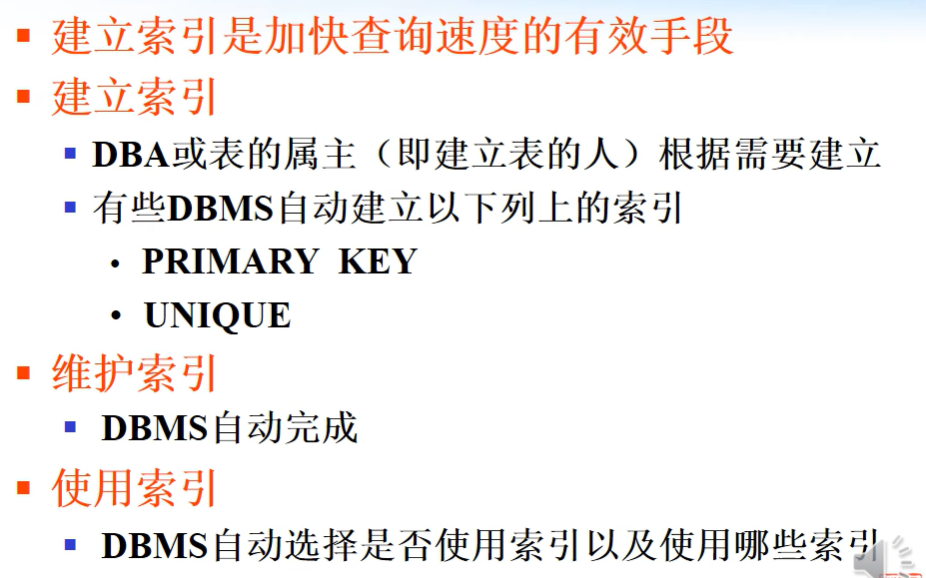 建立索引是加快查询速度的有效手段
建立索引
DBA或表的属主（即建立表的人）根据需要建立
有些DBMS自动建立以下列上的索引
PRIMARY KEY
UNIQUE
维护索引
DBMS自动完成
使用索引
DBMS自动选择是否使用索引以及使用哪些索引